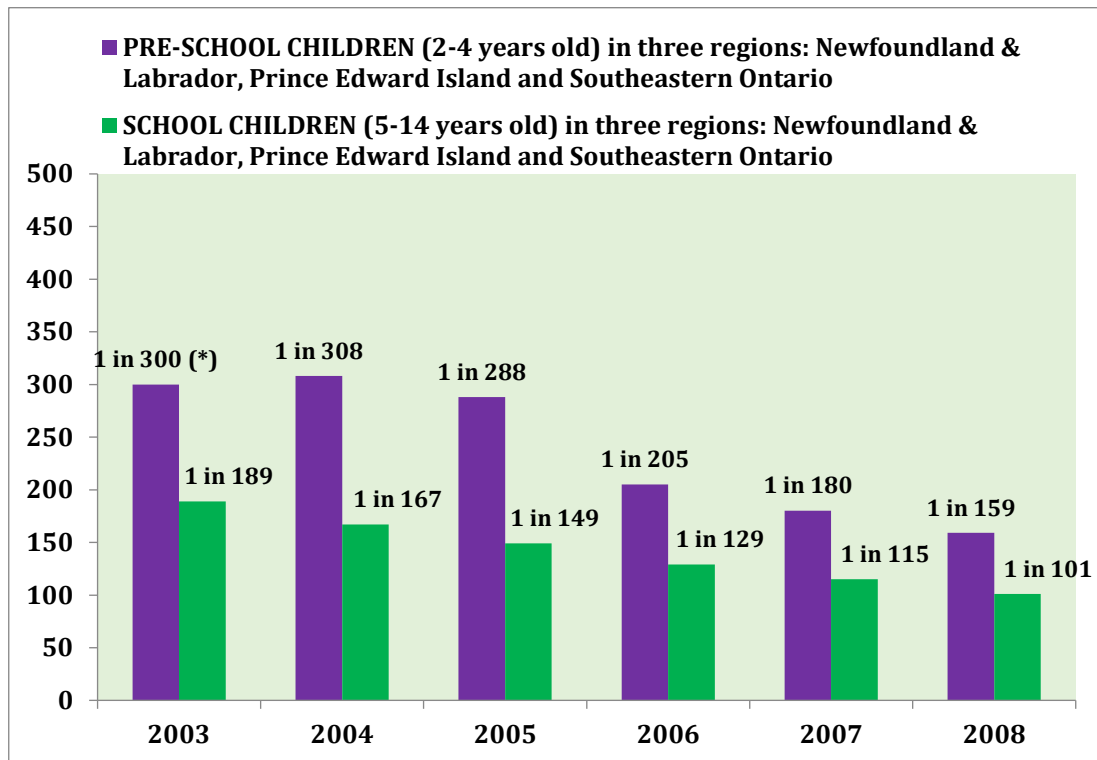 PRE-SCHOOL CHILDREN (2-4 years old) in three regions: Newfoundland &
Labrador, Prince Edward Island and Southeastern Ontario
SCHOOL CHILDREN (5-14 years old) in three regions: Newfoundland &
Labrador, Prince Edward Island and Southeastern Ontario
500
450
400
350
300
250
200
150
100
50
0
1 in 300 (*)
1 in 189
1 in 308
1 in 167
1 in 288
1 in 149
1 in 205
1 in 129
1 in 180
1 in 115
1 in 159
1 in 101
2003 2004 2005 2006 2007 2008